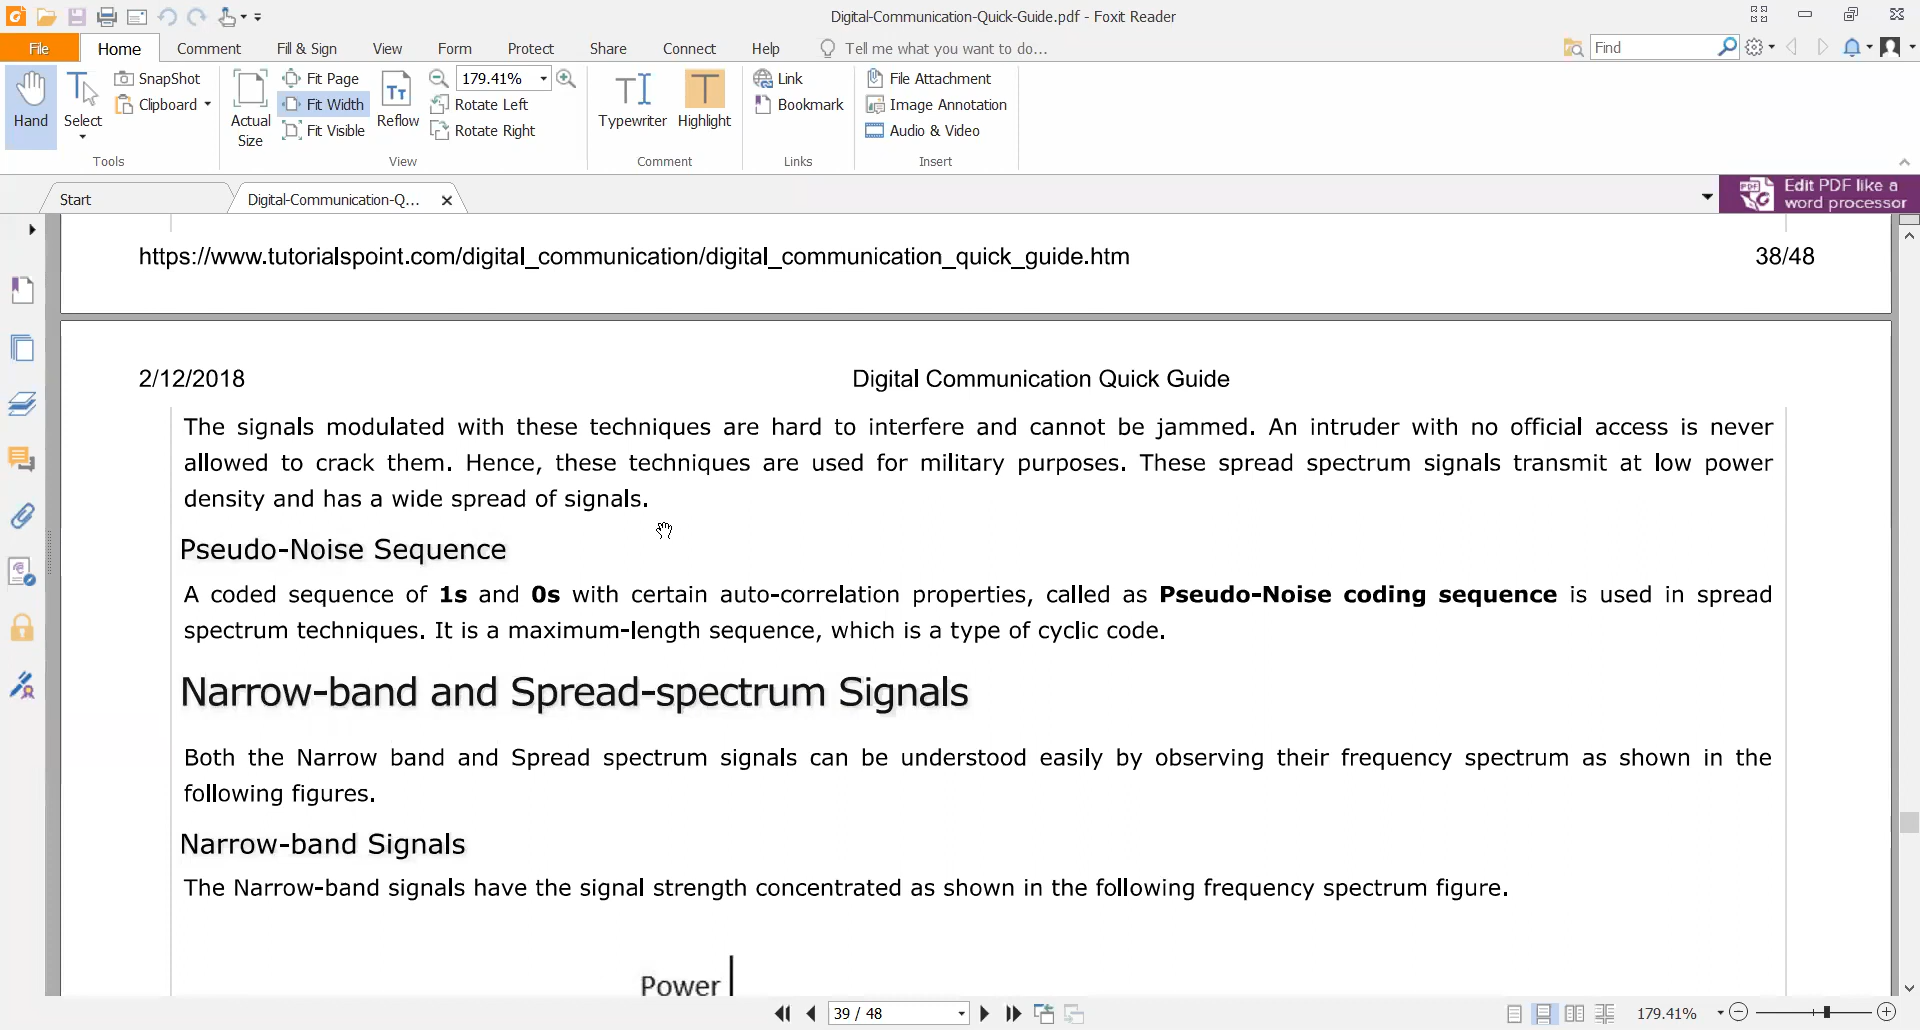 Digital-Communication-Quick-Guide.pdf - Foxit Reader
File Home Comment Fill & Sign View Form Protect Share Connect Help Tell me what you want to do... Find
Hand
Select
SnapShot
Clipboard
Tools
Actual
Size
Fit Page
Fit Width
Fit Visible
Reflow
179.41%
Rotate Left
Rotate Right
View
Typewriter
Highlight
Comment
Link
Bookmark
Links
File Attachment
Image Annotation
Audio & Video
Insert
Start
Digital-Communication-Q...
Edit PDF like a
word processor
https://www.tutorialspoint.com/digital_communication/digital_communication_quick_guide.htm 38/48
2/12/2018 Digital Communication Quick Guide
The signals modulated with these techniques are hard to interfere and cannot be jammed. An intruder with no official access is never
allowed to crack them. Hence, these techniques are used for military purposes. These spread spectrum signals transmit at low power
density and has a wide spread of signals.
Pseudo-Noise Sequence
A coded sequence of 1s and 0s with certain auto-correlation properties, called as Pseudo-Noise coding sequence is used in spread
spectrum techniques. It is a maximum-length sequence, which is a type of cyclic code.
Narrow-band and Spread-spectrum Signals
Both the Narrow band and Spread spectrum signals can be understood easily by observing their frequency spectrum as shown in the
following figures.
Narrow-band Signals
The Narrow-band signals have the signal strength concentrated as shown in the following frequency spectrum figure.
Power
39 / 48
179.41%